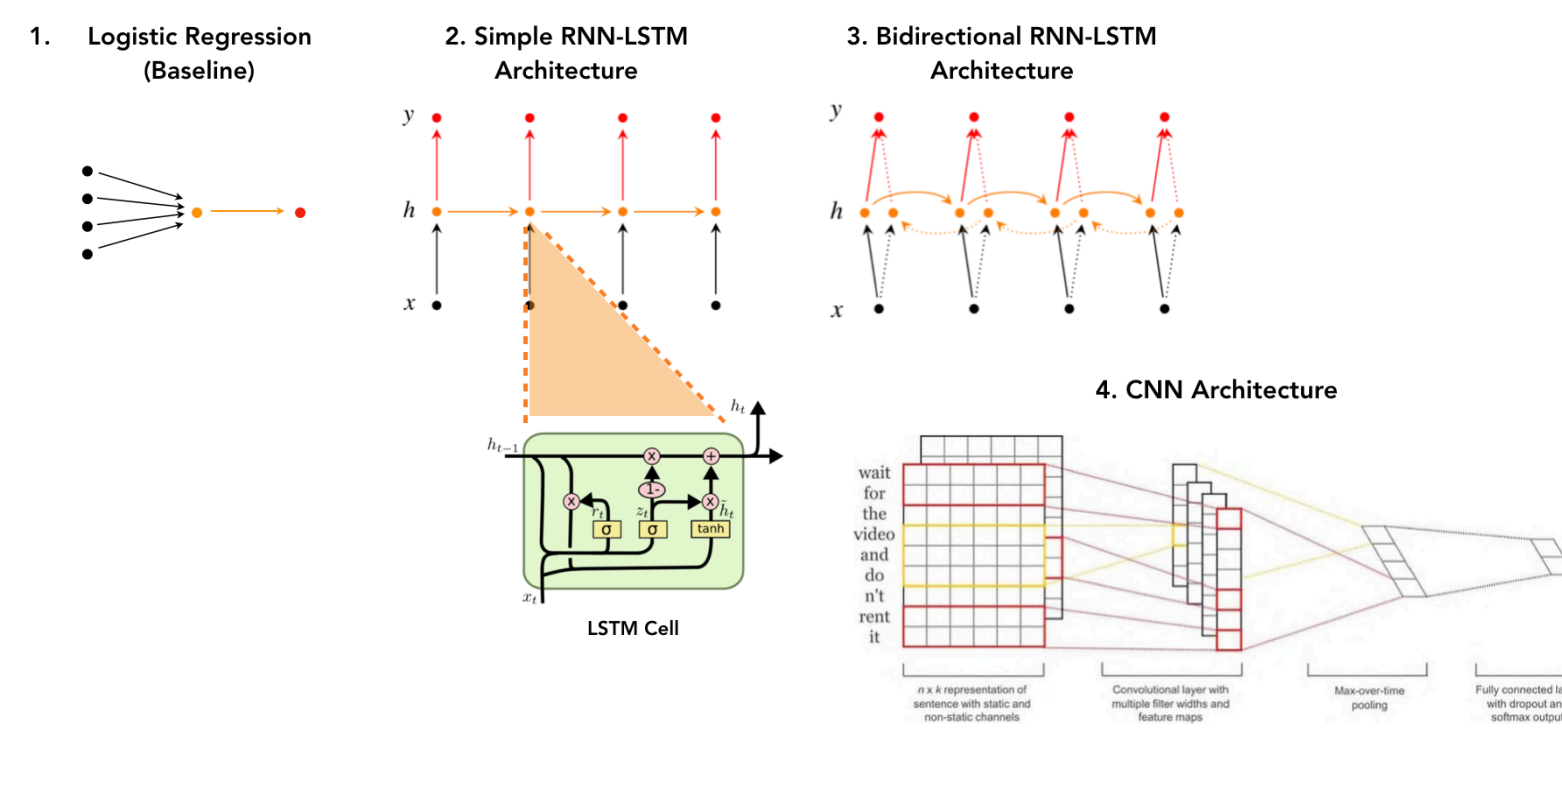 1. Logistic Regression
(Baseline)
2. Simple RNN-LSTM
Architecture
y
h
x
h_t
h_{t-1}
x
+
1-
x
r_t
z_t
x
h̃_t
σ
σ
tanh
x_t
LSTM Cell
3. Bidirectional RNN-LSTM
Architecture
y
h
x
4. CNN Architecture
wait
for
the
video
and
do
n't
rent
it
n x k representation of
sentence with static and
non-static channels
Convolutional layer with
multiple filter widths and
feature maps
Max-over-time
pooling
Fully connected la
with dropout an
softmax outpu